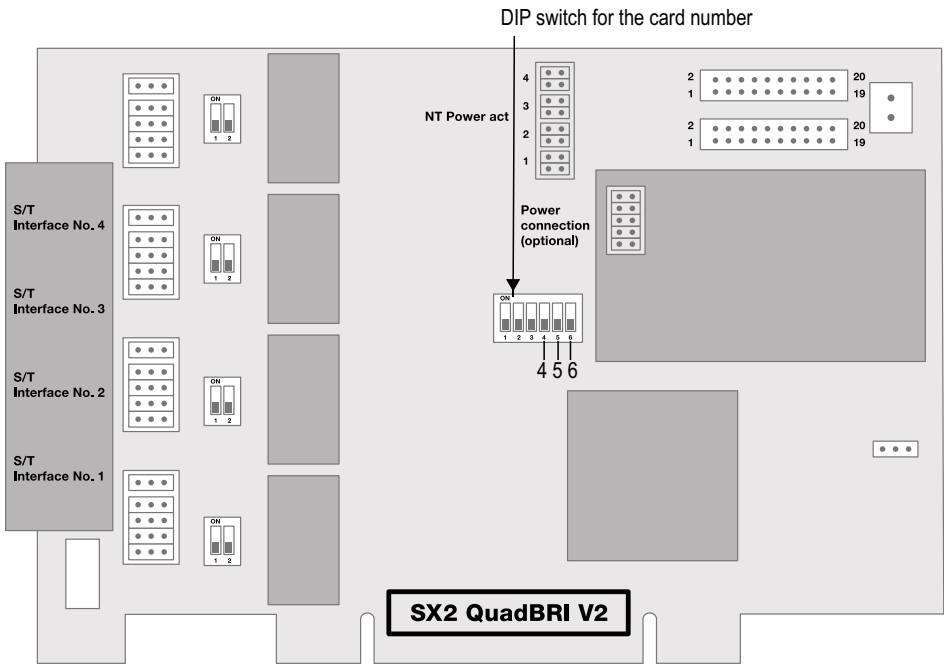 DIP switch for the card number
ON
1 2
4
3
NT Power act
2
1
2 20
1 19
2 20
1 19
S/T
Interface No. 4
ON
1 2
Power
connection
(optional)
S/T
Interface No. 3
ON
1 2 3 4 5 6
4 5 6
S/T
Interface No. 2
ON
1 2
S/T
Interface No. 1
ON
1 2
SX2 QuadBRI V2